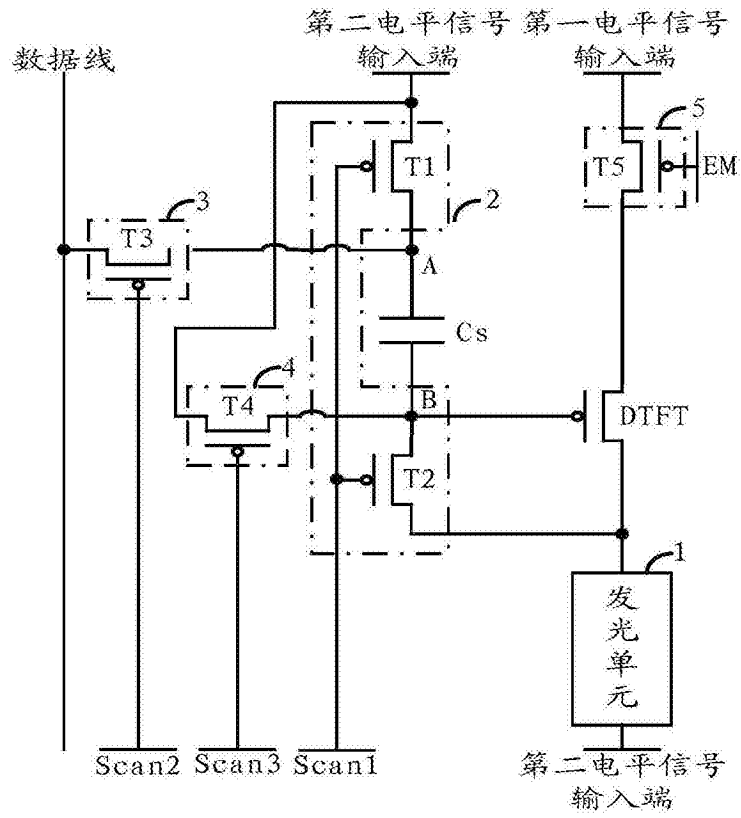 第二电平信号
输入端
第一电平信号
输入端
数据线
5
T1
T5
EM
3
2
T3
A
Cs
4
T4
B
DTFT
T2
1
发光单元
Scan2
Scan3
Scan1
第二电平信号
输入端